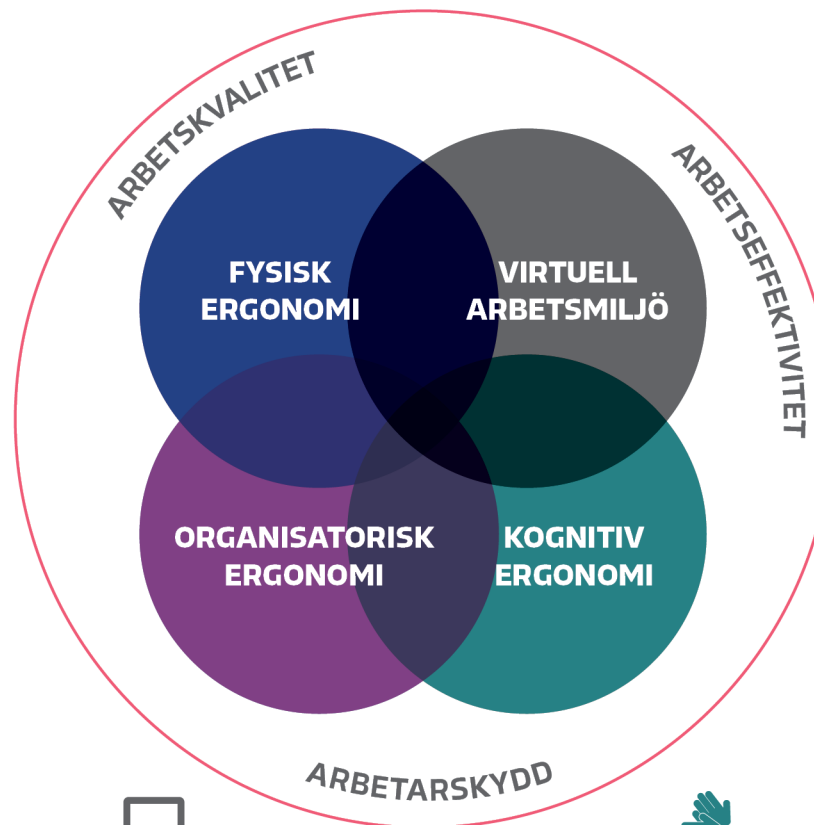 ARBETSKVALITET
ARBETSEFFEKTIVITET
FYSISK
ERGONOMI
VIRTUELL
ARBETSMILJÖ
ORGANISATORISK
ERGONOMI
KOGNITIV
ERGONOMI
ARBETARSKYDD